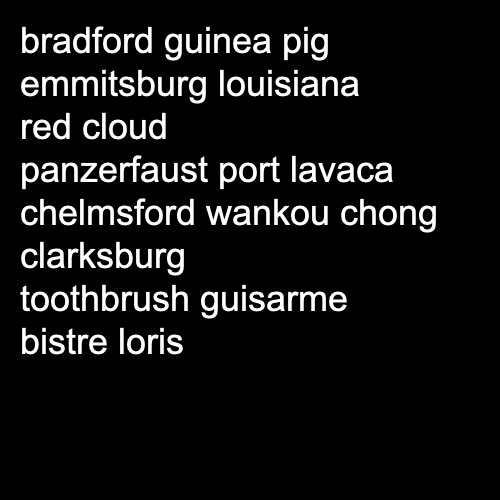 bradford guinea pig
emmitsburg louisiana
red cloud
panzerfaust port lavaca
chelmsford wankou chong
clarksburg
toothbrush guisarme
bistre loris